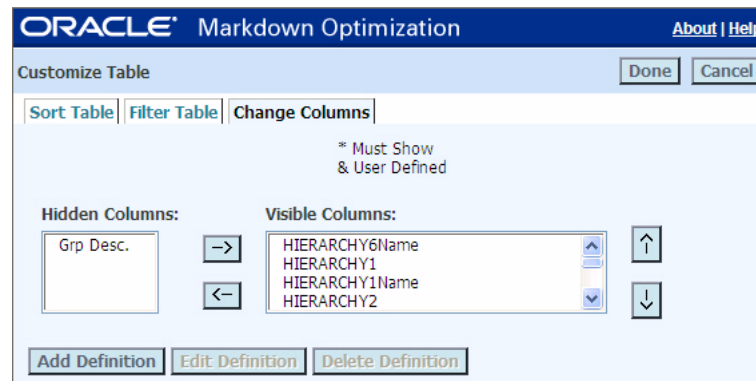 ORACLE Markdown Optimization About | Help
Customize Table Done Cancel
Sort Table Filter Table Change Columns
* Must Show
& User Defined
Hidden Columns: Visible Columns:
Grp Desc. --> HIERARCHY6Name
HIERARCHY1
HIERARCHY1Name
<-- HIERARCHY2
Add Definition Edit Definition Delete Definition